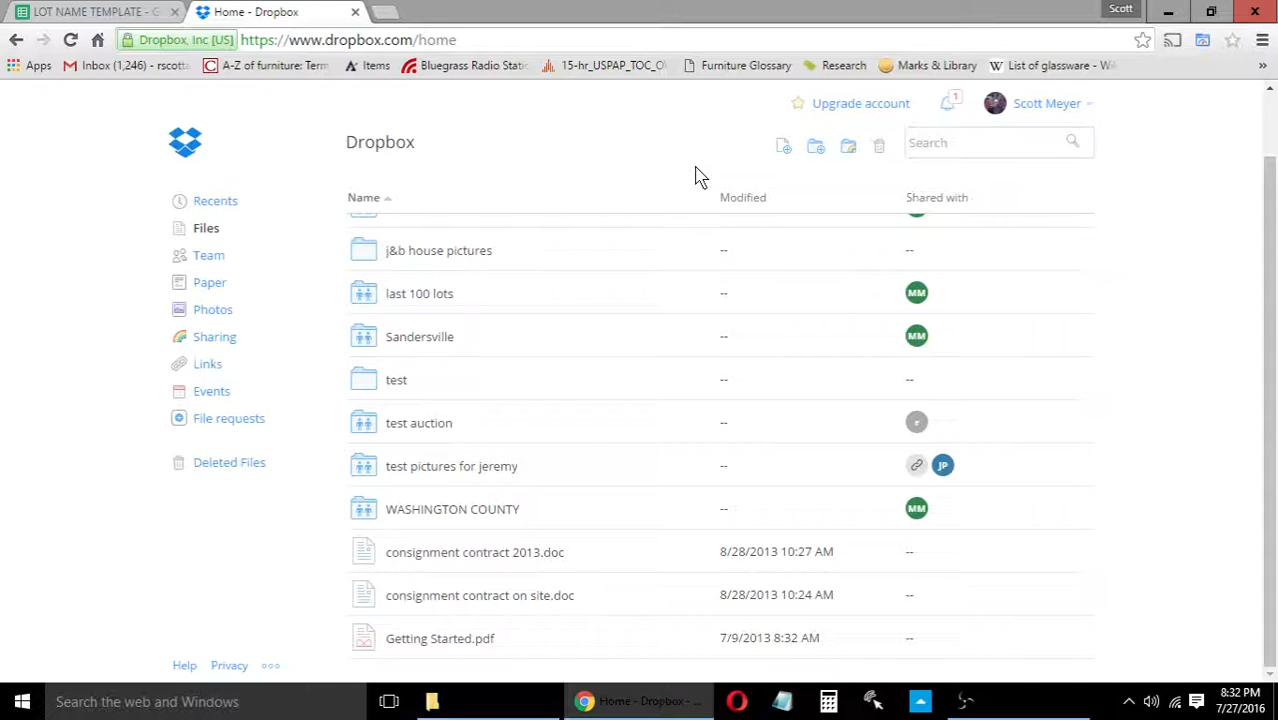 LOT NAME TEMPLATE - G
Home - Dropbox
Scott
Dropbox, Inc [US]
https://www.dropbox.com/home
Apps
Inbox (1,246) - rscotta
A-Z of furniture: Term
Items
Bluegrass Radio Static
15-hr_USPAP_TOC_O
Furniture Glossary
Research
Marks & Library
List of glassware - Wi
»
Upgrade account
1
Scott Meyer
Dropbox
Search
Name
Modified
Shared with
Recents
Files
Team
Paper
Photos
Sharing
Links
Events
File requests
Deleted Files
j&b house pictures -- --
last 100 lots -- MM
Sandersville -- MM
test -- --
test auction -- r
test pictures for jeremy -- JP
WASHINGTON COUNTY -- MM
consignment contract 2013.doc 8/28/2013 10:27 AM --
consignment contract on site.doc 8/28/2013 10:24 AM --
Getting Started.pdf 7/9/2013 8:32 AM --
Help
Privacy
Search the web and Windows
Home - Dropbox - ...
8:32 PM
7/27/2016